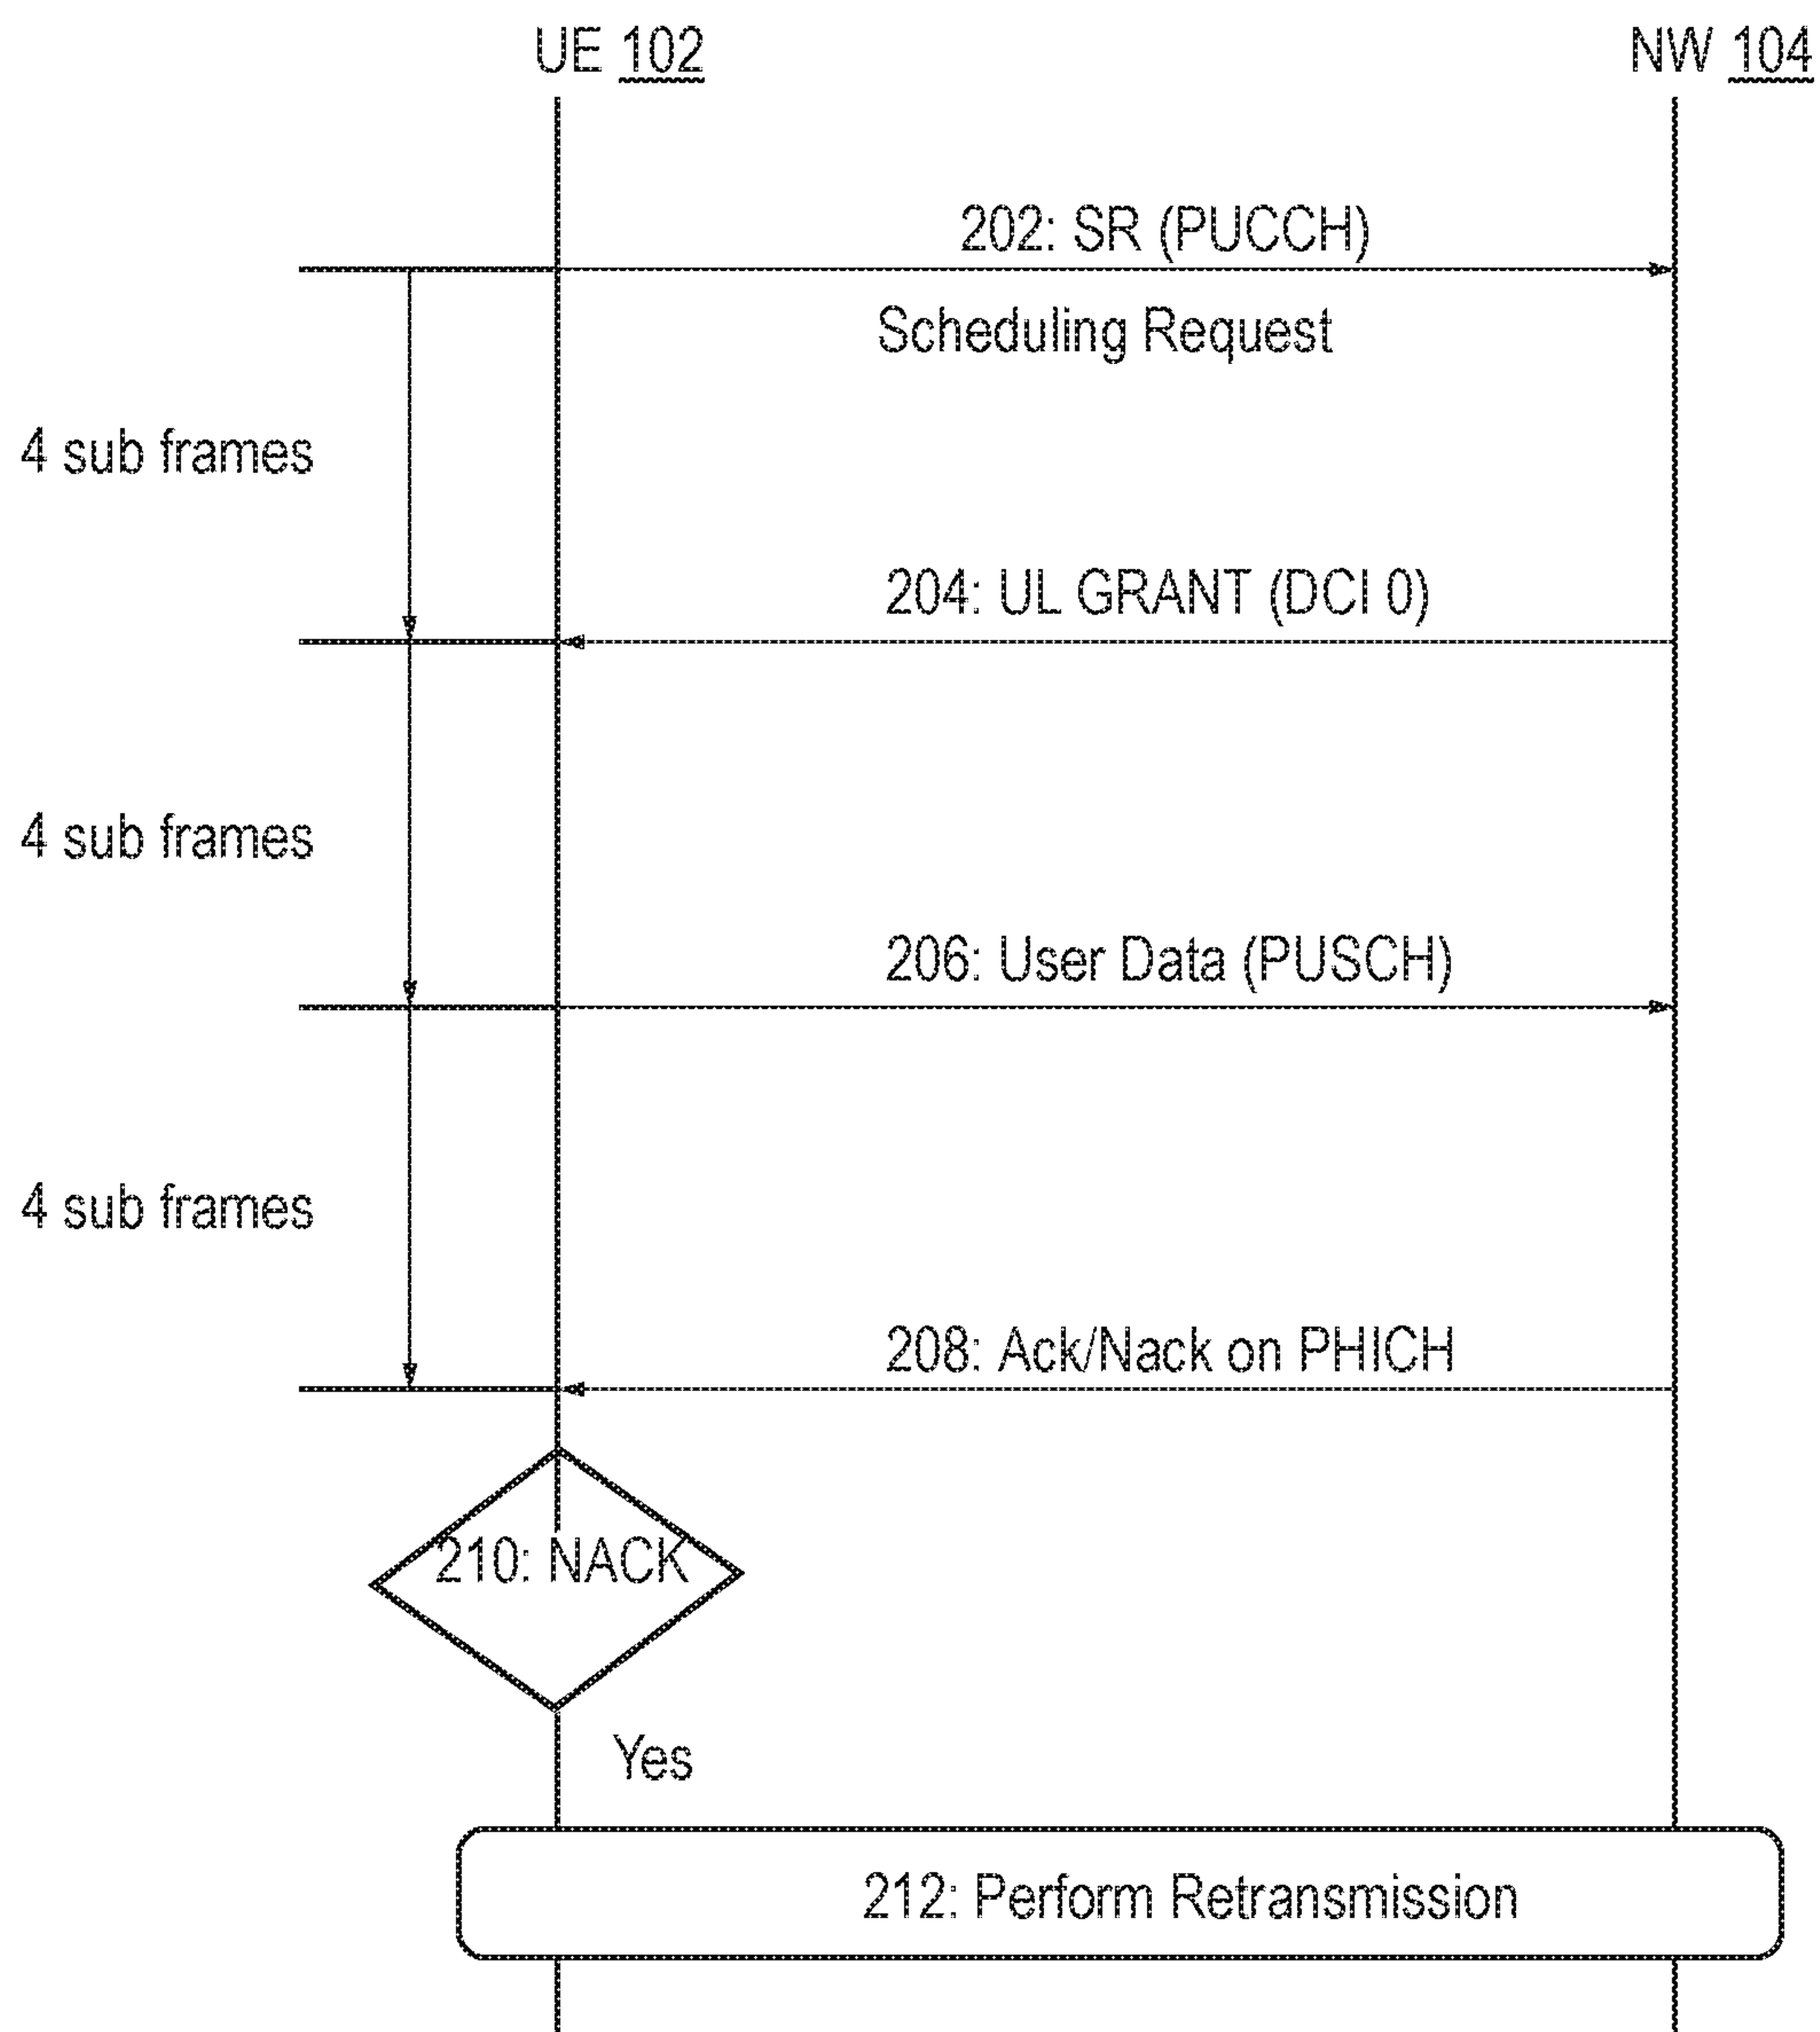 UE 102
NW 104
202: SR (PUCCH)
Scheduling Request
4 sub frames
204: UL GRANT (DCI 0)
4 sub frames
206: User Data (PUSCH)
4 sub frames
208: Ack/Nack on PHICH
210: NACK
Yes
212: Perform Retransmission